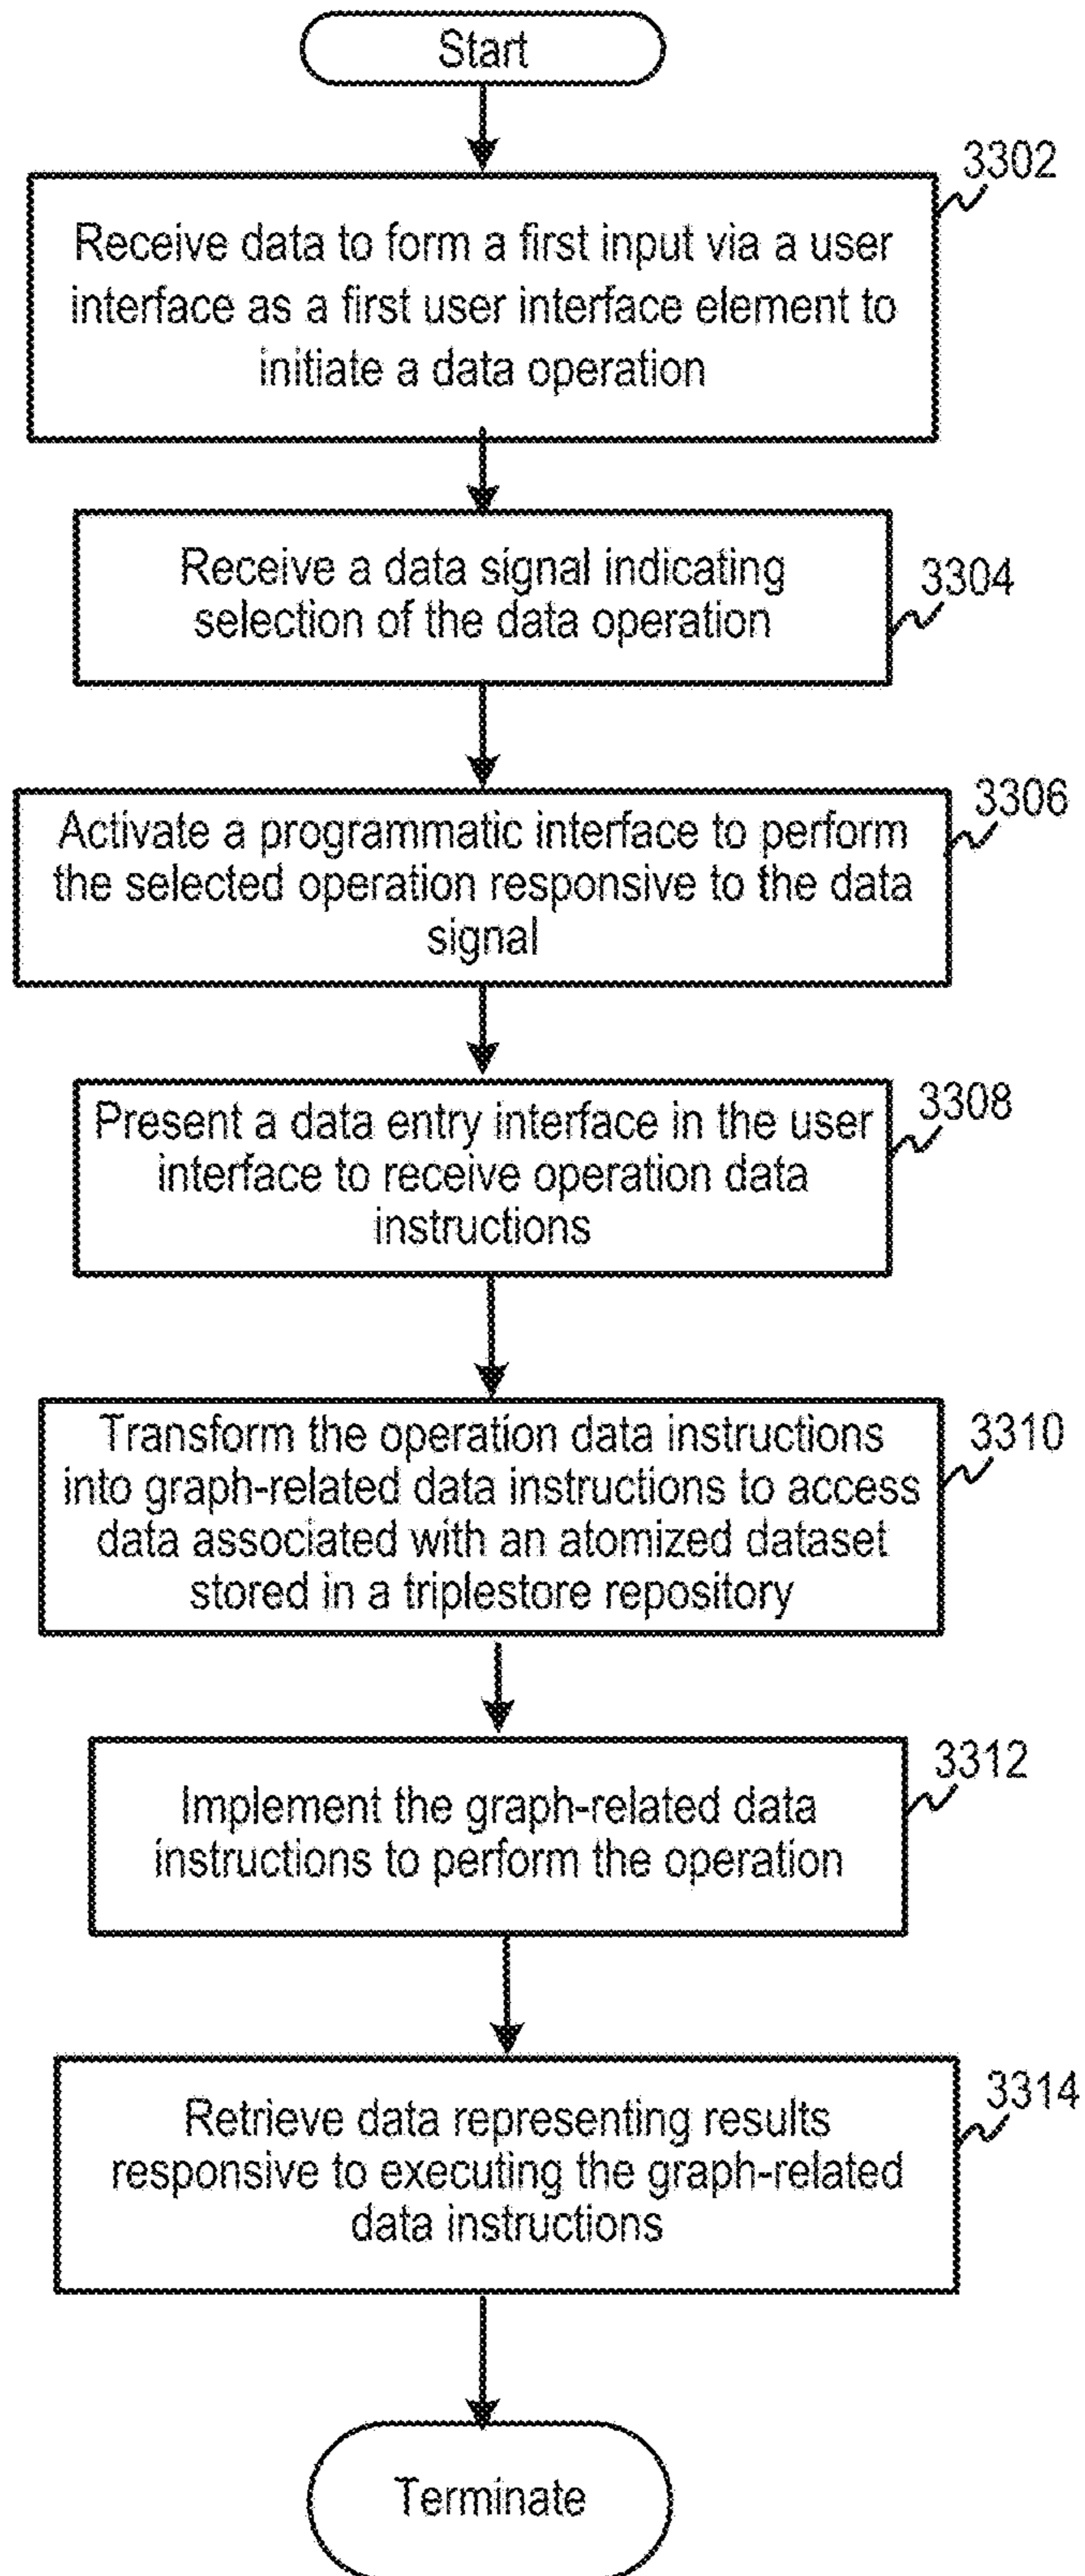 Start
3302
Receive data to form a first input via a user
interface as a first user interface element to
initiate a data operation
Receive a data signal indicating
selection of the data operation
3304
3306
Activate a programmatic interface to perform
the selected operation responsive to the data
signal
3308
Present a data entry interface in the user
interface to receive operation data
instructions
3310
Transform the operation data instructions
into graph-related data instructions to access
data associated with an atomized dataset
stored in a triplestore repository
3312
Implement the graph-related data
instructions to perform the operation
3314
Retrieve data representing results
responsive to executing the graph-related
data instructions
Terminate